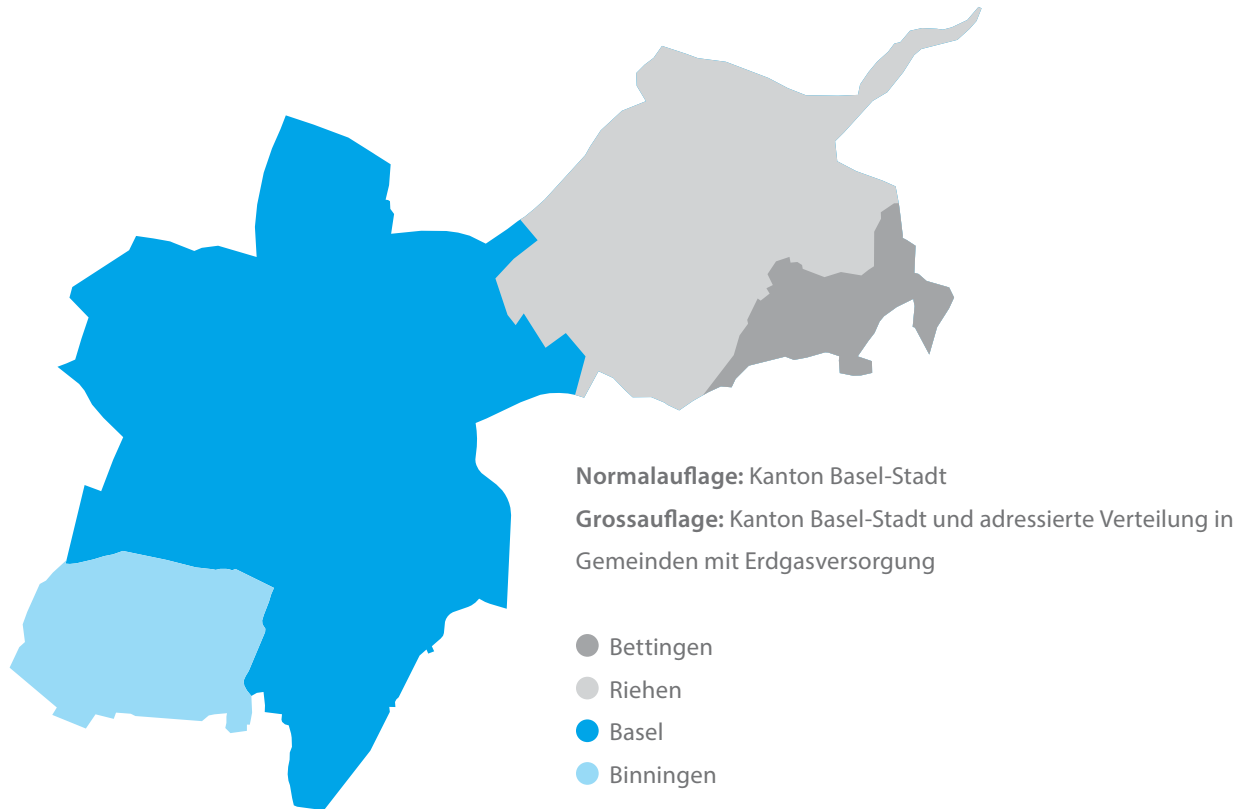 Normalauflage: Kanton Basel-Stadt
Grossauflage: Kanton Basel-Stadt und adressierte Verteilung in
Gemeinden mit Erdgasversorgung
Bettingen
Riehen
Basel
Binningen